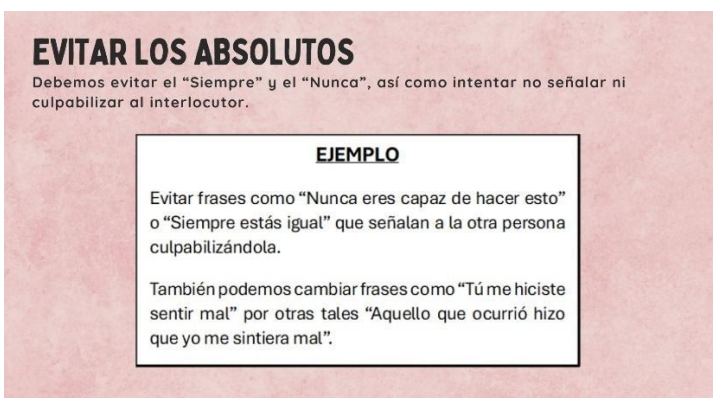 EVITAR LOS ABSOLUTOS
Debemos evitar el “Siempre” y el “Nunca”, así como intentar no señalar ni
culpabilizar al interlocutor.
EJEMPLO
Evitar frases como “Nunca eres capaz de hacer esto”
o “Siempre estás igual” que señalan a la otra persona
culpabilizándola.
También podemos cambiar frases como “Tú me hiciste
sentir mal” por otras tales “Aquello que ocurrió hizo
que yo me sintiera mal”.